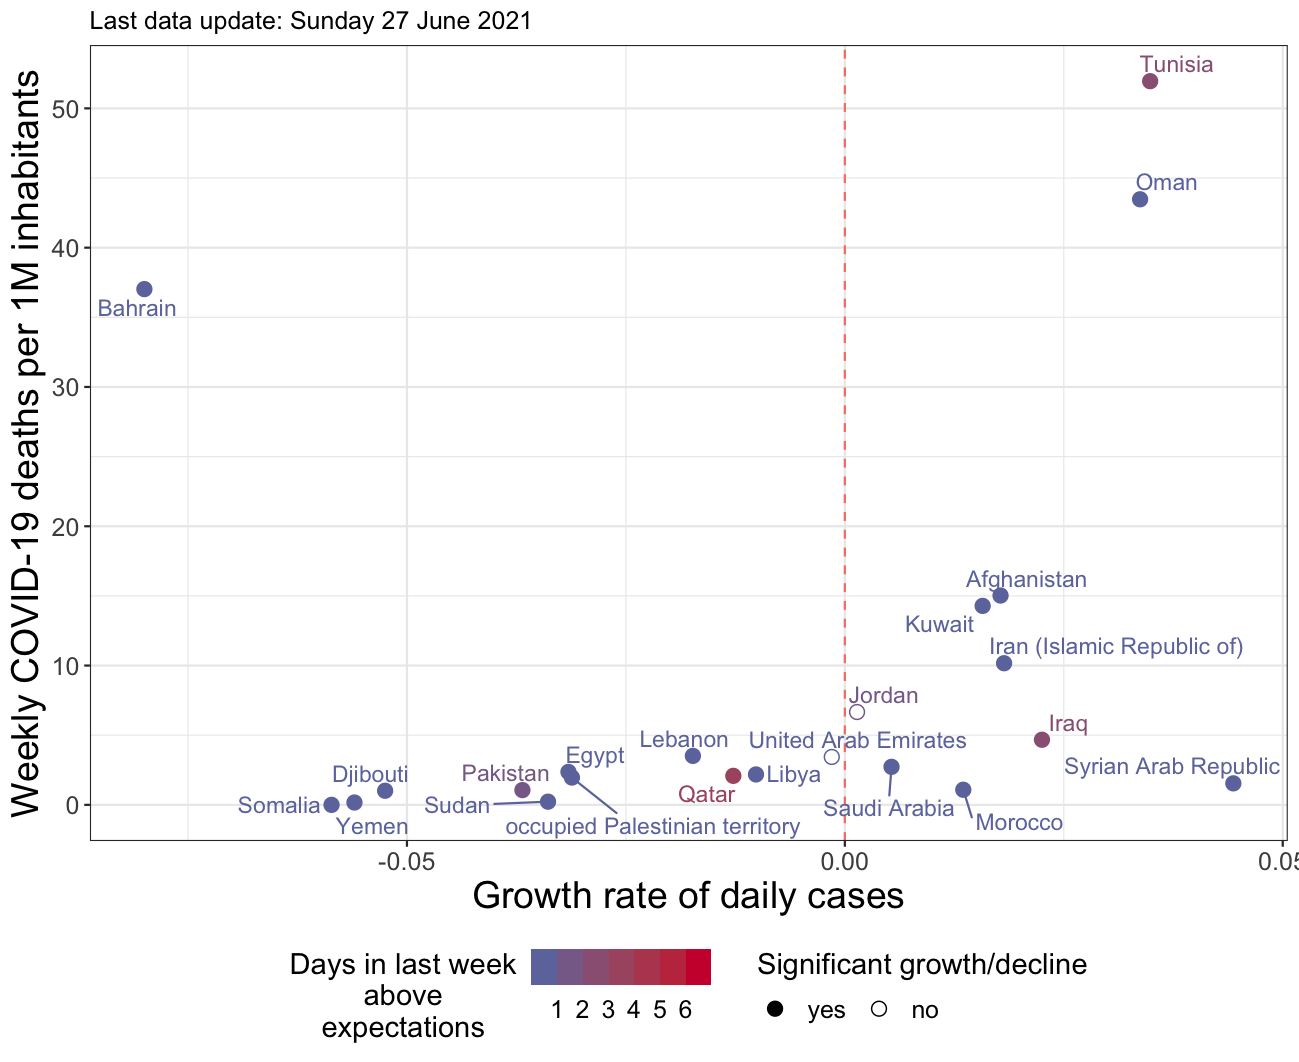 Last data update: Sunday 27 June 2021
Weekly COVID-19 deaths per 1M inhabitants
50
40
30
20
10
0
Tunisia
Oman
Bahrain
Afghanistan
Kuwait
Iran (Islamic Republic of)
Jordan
Iraq
Lebanon
United Arab Emirates
Egypt
Syrian Arab Republic
Djibouti
Pakistan
Libya
Qatar
Somalia
Sudan
Saudi Arabia
Yemen
occupied Palestinian territory
Morocco
-0.05
0.00
0.05
Growth rate of daily cases
Days in last week
above
expectations
1 2 3 4 5 6
Significant growth/decline
yes
no